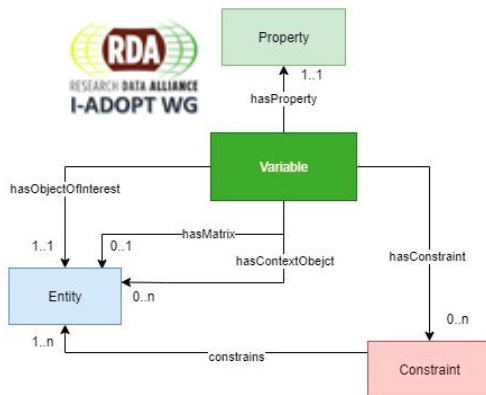 RDA
RESEARCH DATA ALLIANCE
I-ADOPT WG
Property
1..1
hasProperty
Variable
hasObjectOfInterest
hasMatrix
hasContextObejct
hasConstraint
1..1
0..1
0..n
Entity
1..n
0..n
constrains
Constraint